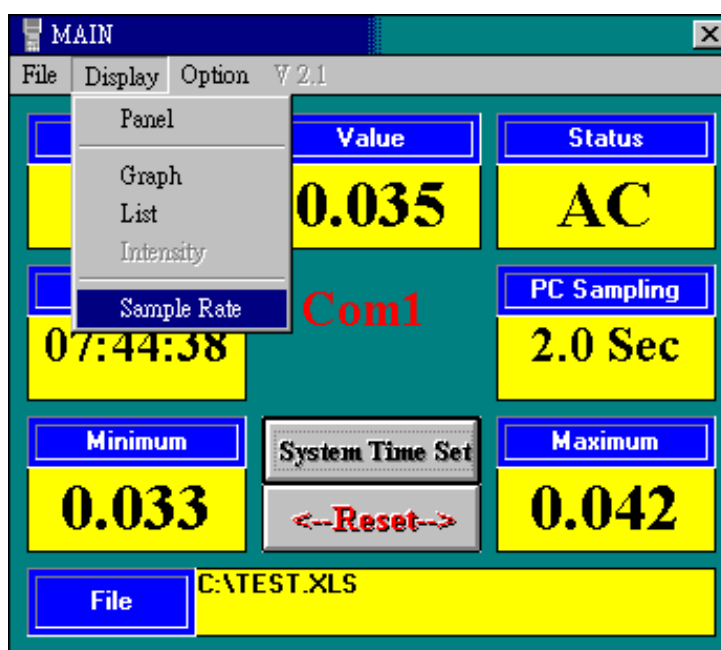 MAIN
File Display Option V 2.1
Panel
Graph
List
Intensity
Sample Rate
Value
Status
0.035
AC
Com1
PC Sampling
07:44:38
2.0 Sec
Minimum
System Time Set
Maximum
0.033
<--Reset-->
0.042
File
C:\TEST.XLS